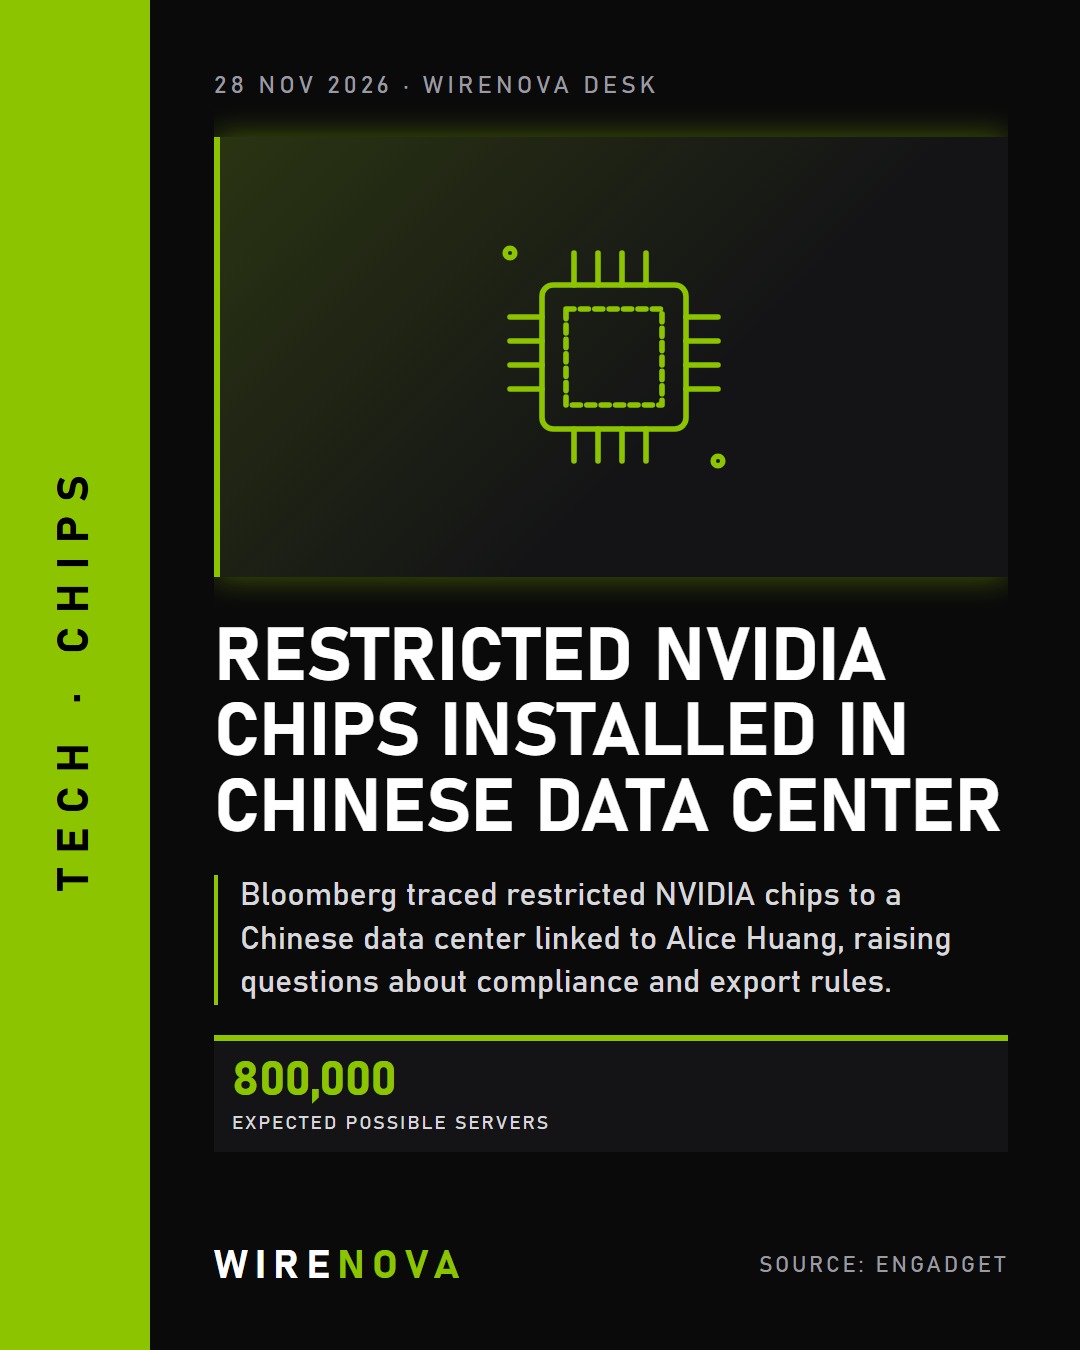 28 NOV 2026 · WIRENOVA DESK
TECH · CHIPS
RESTRICTED NVIDIA
CHIPS INSTALLED IN
CHINESE DATA CENTER
Bloomberg traced restricted NVIDIA chips to a
Chinese data center linked to Alice Huang, raising
questions about compliance and export rules.
800,000
EXPECTED POSSIBLE SERVERS
WIRENOVA
SOURCE: ENGADGET